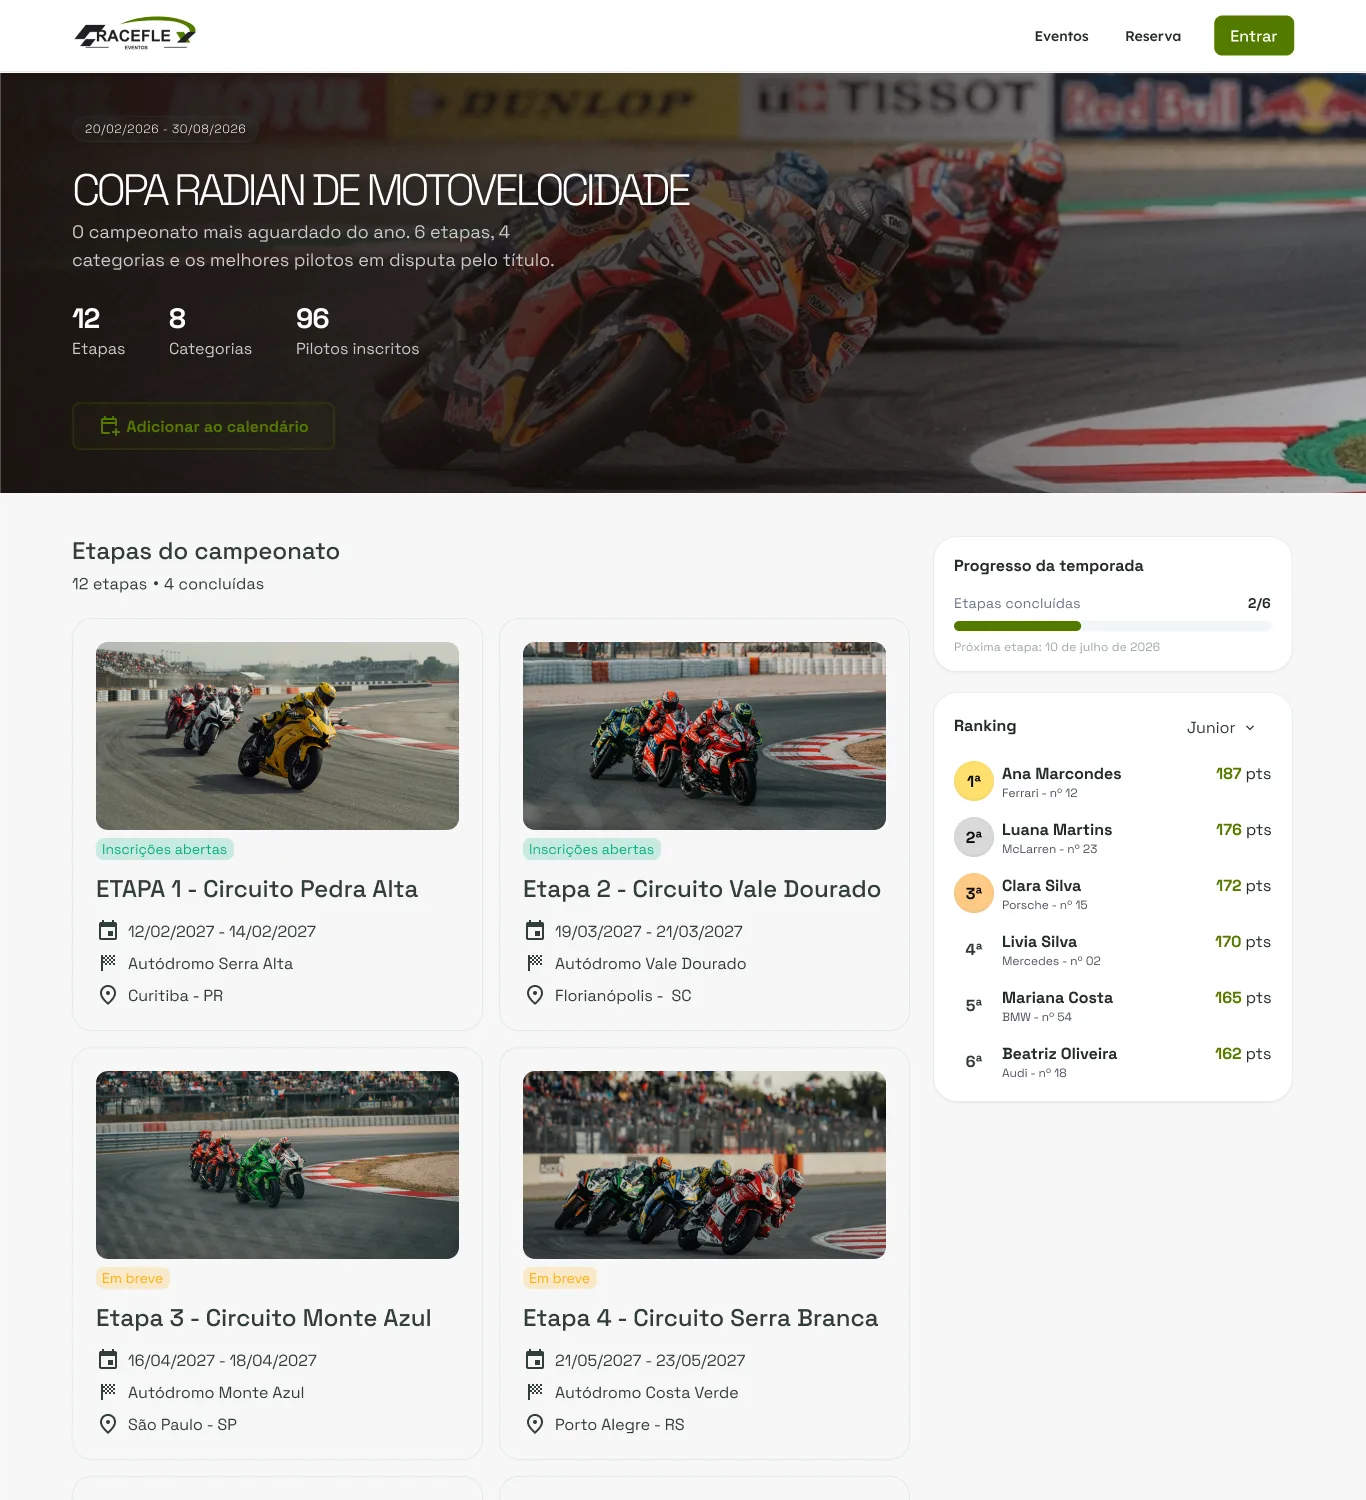 RACEFLE
EVENTOS
Eventos
Reserva
Entrar
MOTUL
DUNLOP
TISSOT
Red Bull
20/02/2026 - 30/08/2026
COPA RADIAN DE MOTOVELOCIDADE
O campeonato mais aguardado do ano. 6 etapas, 4
categorias e os melhores pilotos em disputa pelo título.
12
Etapas
8
Categorias
96
Pilotos inscritos
Adicionar ao calendário
Etapas do campeonato
12 etapas • 4 concluídas
Inscrições abertas
ETAPA 1 - Circuito Pedra Alta
12/02/2027 - 14/02/2027
Autódromo Serra Alta
Curitiba - PR
Inscrições abertas
Etapa 2 - Circuito Vale Dourado
19/03/2027 - 21/03/2027
Autódromo Vale Dourado
Florianópolis -  SC
Em breve
Etapa 3 - Circuito Monte Azul
16/04/2027 - 18/04/2027
Autódromo Monte Azul
São Paulo - SP
Em breve
Etapa 4 - Circuito Serra Branca
21/05/2027 - 23/05/2027
Autódromo Costa Verde
Porto Alegre - RS
Progresso da temporada
Etapas concluídas 2/6
Próxima etapa: 10 de julho de 2026
Ranking
Junior
1ª Ana Marcondes 187 pts
Ferrari - nº 12
2ª Luana Martins 176 pts
McLarren - nº 23
3ª Clara Silva 172 pts
Porsche - nº 15
4ª Livia Silva 170 pts
Mercedes - nº 02
5ª Mariana Costa 165 pts
BMW - nº 54
6ª Beatriz Oliveira 162 pts
Audi - nº 18